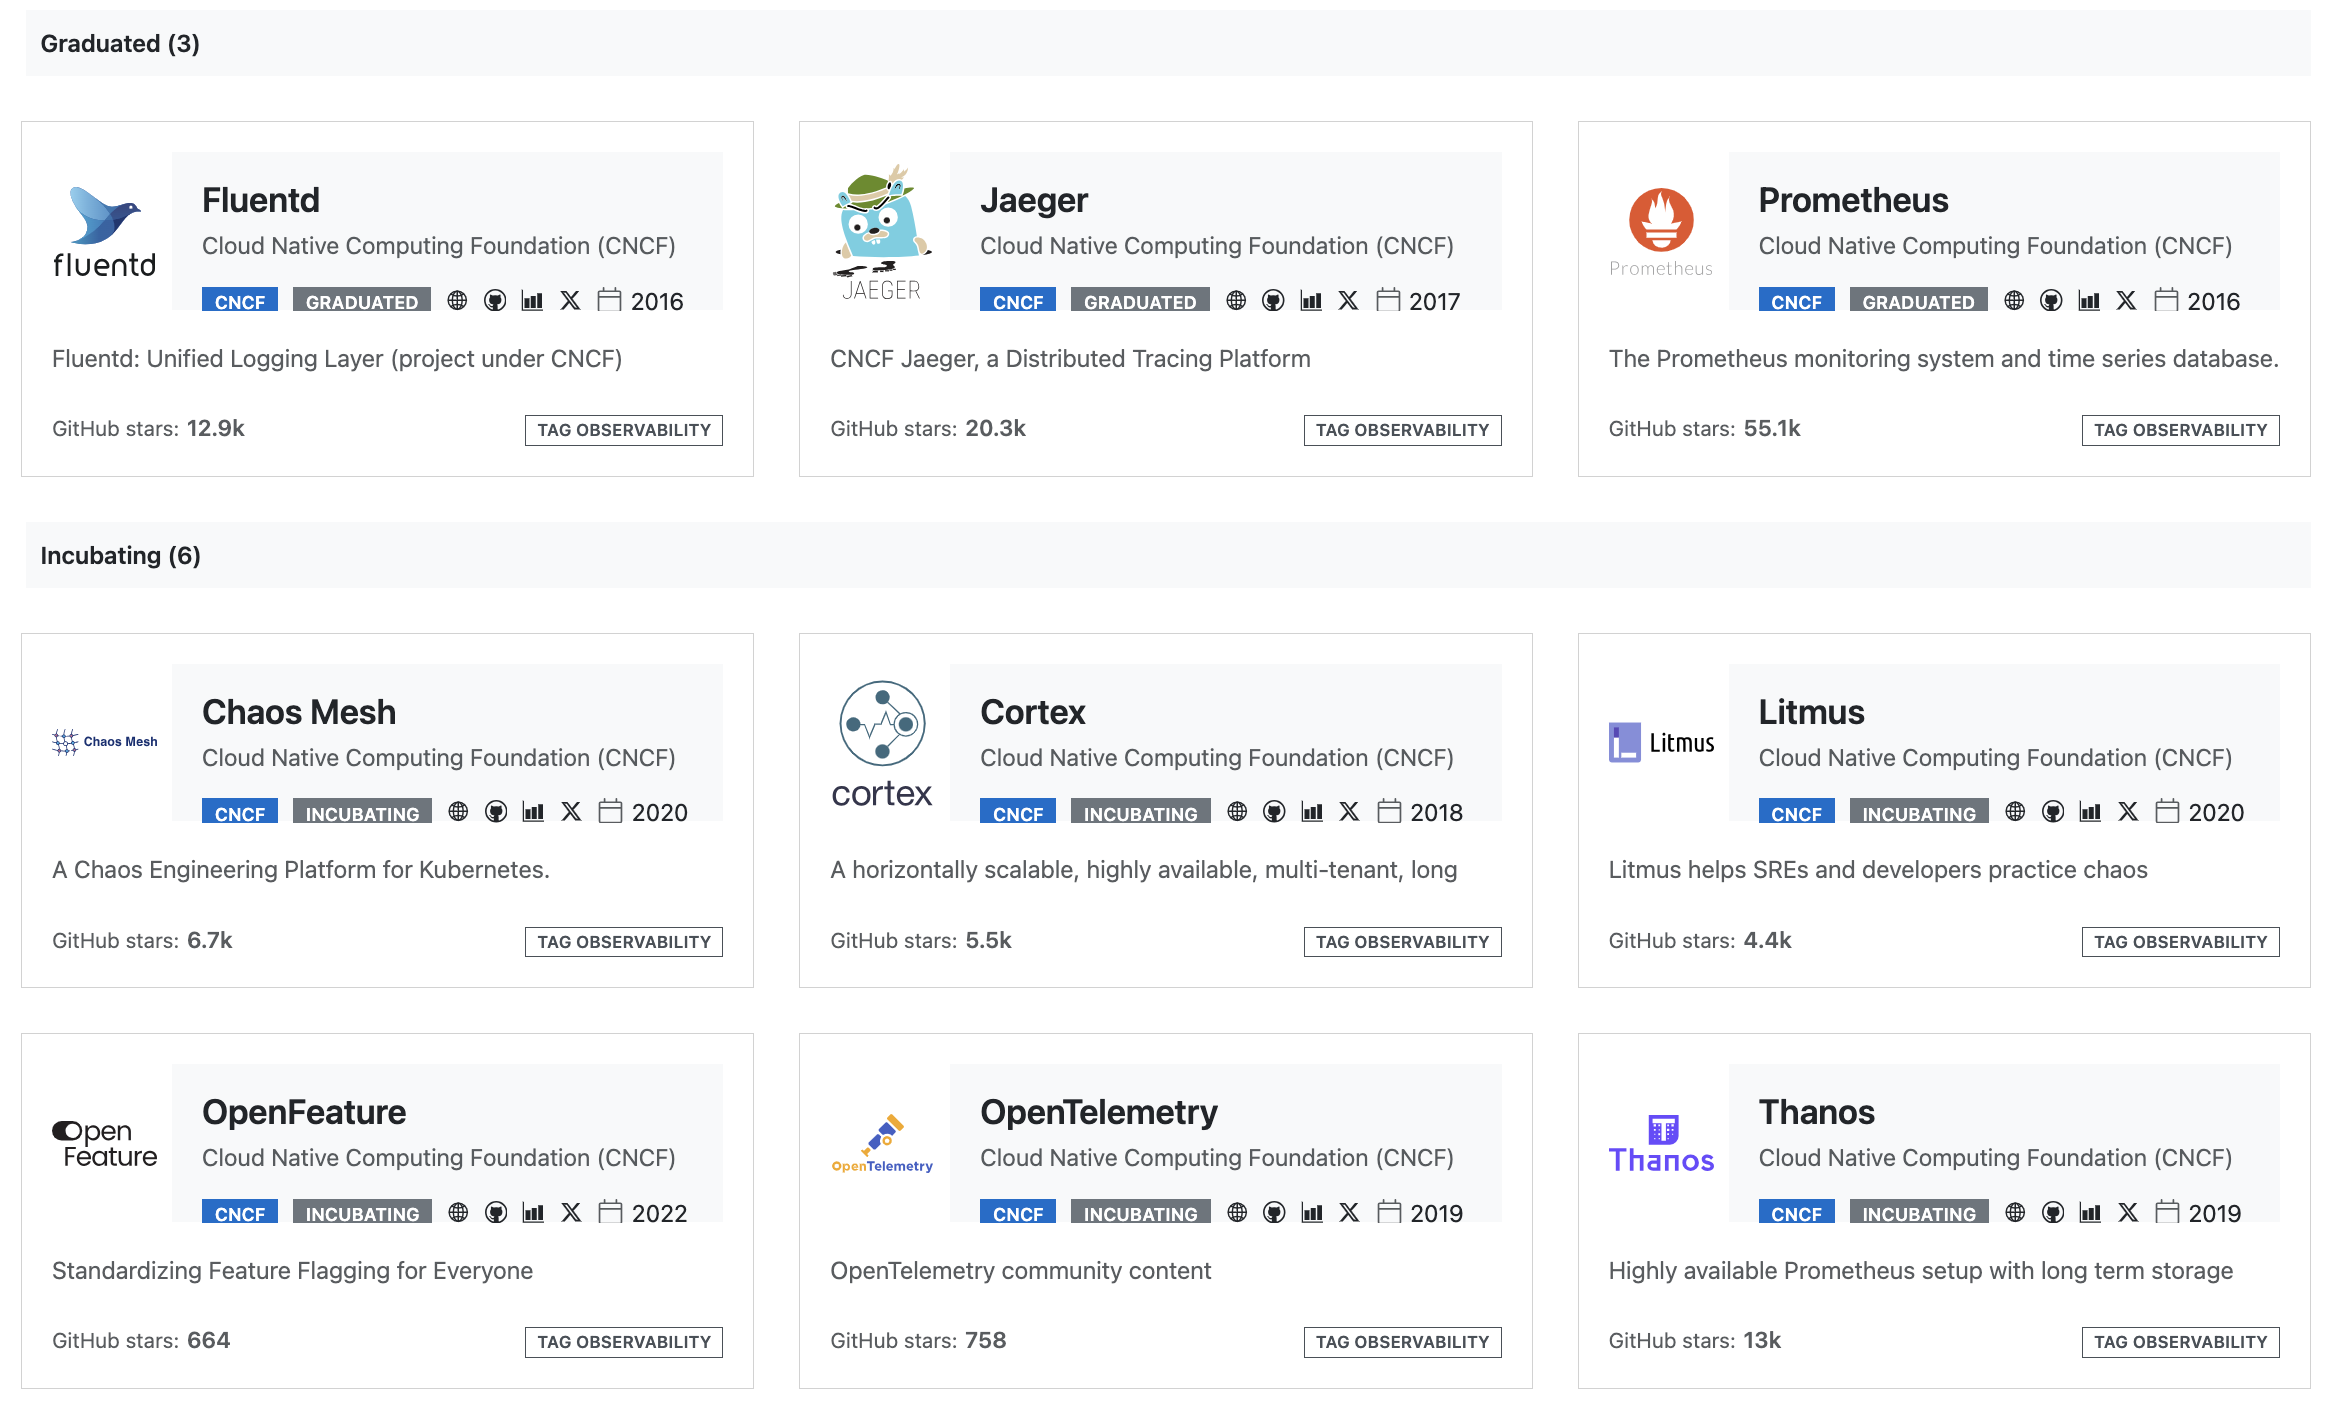 Graduated (3)
fluentd
Fluentd
Cloud Native Computing Foundation (CNCF)
CNCF GRADUATED 2016
Fluentd: Unified Logging Layer (project under CNCF)
GitHub stars: 12.9k TAG OBSERVABILITY
JAEGER
Jaeger
Cloud Native Computing Foundation (CNCF)
CNCF GRADUATED 2017
CNCF Jaeger, a Distributed Tracing Platform
GitHub stars: 20.3k TAG OBSERVABILITY
Prometheus
Prometheus
Cloud Native Computing Foundation (CNCF)
CNCF GRADUATED 2016
The Prometheus monitoring system and time series database.
GitHub stars: 55.1k TAG OBSERVABILITY
Incubating (6)
Chaos Mesh
Chaos Mesh
Cloud Native Computing Foundation (CNCF)
CNCF INCUBATING 2020
A Chaos Engineering Platform for Kubernetes.
GitHub stars: 6.7k TAG OBSERVABILITY
cortex
Cortex
Cloud Native Computing Foundation (CNCF)
CNCF INCUBATING 2018
A horizontally scalable, highly available, multi-tenant, long
GitHub stars: 5.5k TAG OBSERVABILITY
Litmus
Litmus
Cloud Native Computing Foundation (CNCF)
CNCF INCUBATING 2020
Litmus helps SREs and developers practice chaos
GitHub stars: 4.4k TAG OBSERVABILITY
Open
Feature
OpenFeature
Cloud Native Computing Foundation (CNCF)
CNCF INCUBATING 2022
Standardizing Feature Flagging for Everyone
GitHub stars: 664 TAG OBSERVABILITY
OpenTelemetry
OpenTelemetry
Cloud Native Computing Foundation (CNCF)
CNCF INCUBATING 2019
OpenTelemetry community content
GitHub stars: 758 TAG OBSERVABILITY
Thanos
Thanos
Cloud Native Computing Foundation (CNCF)
CNCF INCUBATING 2019
Highly available Prometheus setup with long term storage
GitHub stars: 13k TAG OBSERVABILITY